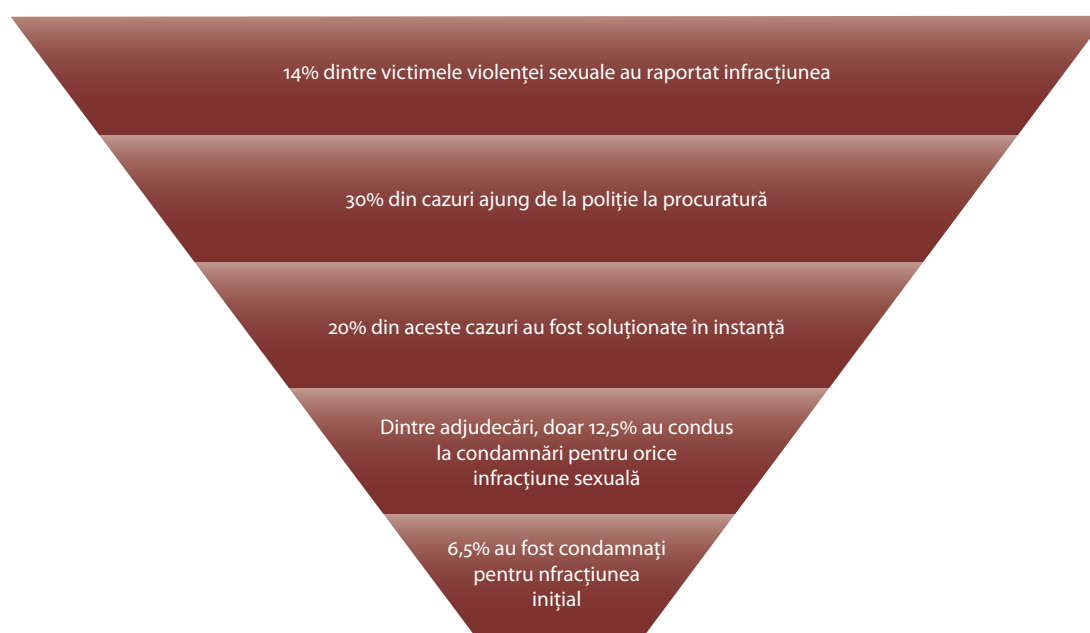 14% dintre victimele violenței sexuale au raportat infracțiunea
30% din cazuri ajung de la poliție la procuratură
20% din aceste cazuri au fost soluționate în instanță
Dintre adjudecări, doar 12,5% au condus
la condamnări pentru orice
infracțiune sexuală
6,5% au fost condamnați
pentru nfracțiunea
inițial